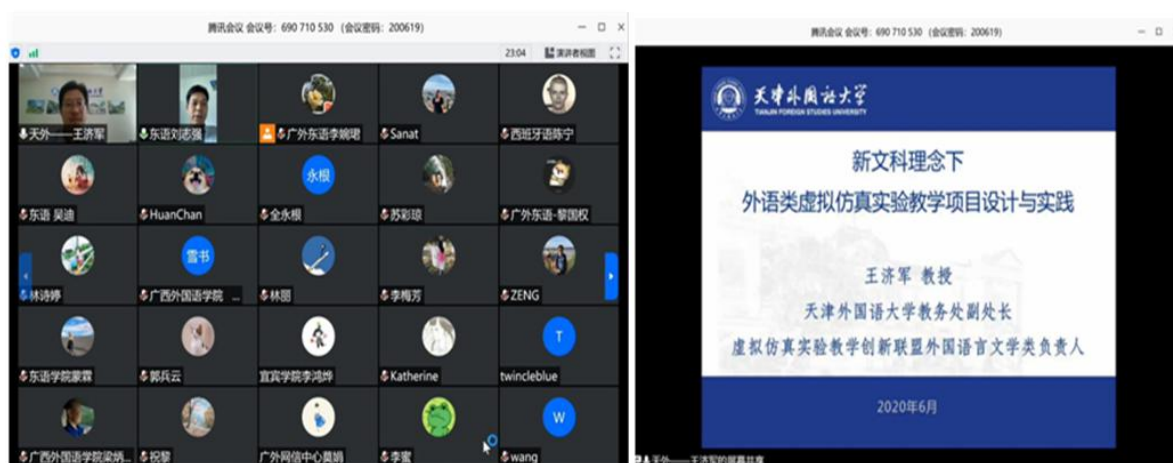 腾讯会议 会议号：690 710 530 （会议密码：200619）
23:04 演讲者视图
天外——王济军
东语刘志强
广外东语李婉珺
Sanat
西班牙语陈宁
东语 吴迪
HuanChan
永根
全永根
苏彩琼
广外东语-黎国权
林诗婷
雪书
广西外国语学院 ...
林丽
李梅芳
ZENG
东语学院蒙霖
郭兵云
宜宾学院李鸿烨
Katherine
T
twincleblue
广西外国语学院梁炳...
祝黎
广外网信中心莫娟
李蜜
W
wang
腾讯会议 会议号：690 710 530 （会议密码：200619）
天津外国语大学
TIANJIN FOREIGN STUDIES UNIVERSITY
新文科理念下
外语类虚拟仿真实验教学项目设计与实践
王济军 教授
天津外国语大学教务处副处长
虚拟仿真实验教学创新联盟外国语言文学类负责人
2020年6月
天外——王济军的屏幕共享